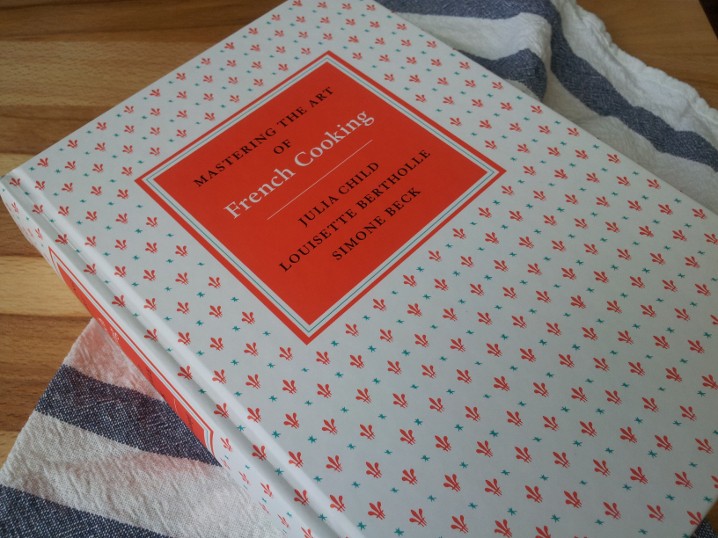 MASTERING THE ART
OF
French Cooking
JULIA CHILD
LOUISETTE BERTHOLLE
SIMONE BECK